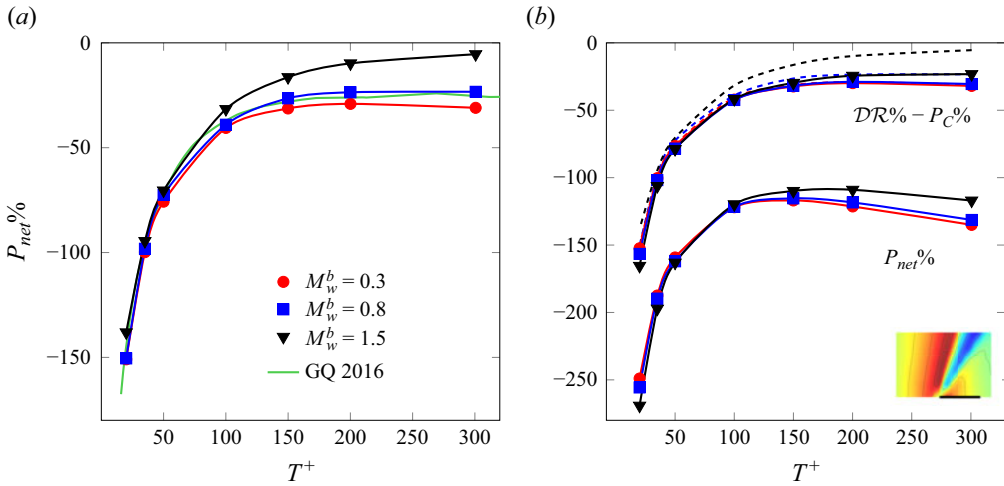 (a)
0
−50
−100
−150
P_net%
50
100
150
200
250
300
T^+
M_w^b = 0.3
M_w^b = 0.8
M_w^b = 1.5
GQ 2016
(b)
0
−50
−100
−150
−200
−250
𝒟ℛ% − P_C%
P_net%
50
100
150
200
250
300
T^+